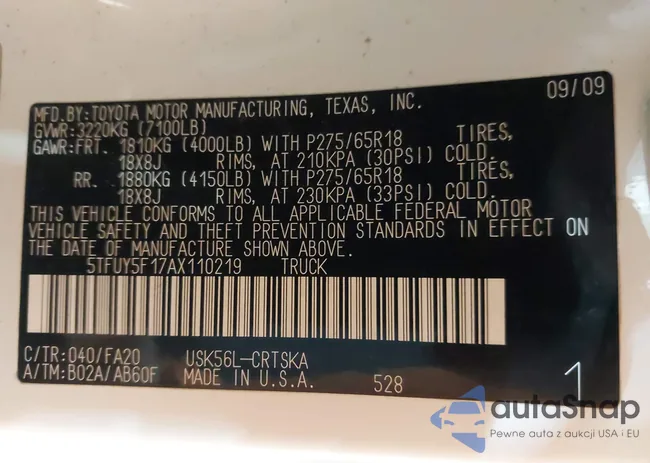 MFD.BY:TOYOTA MOTOR MANUFACTURING, TEXAS, INC. 09/09
GVWR:3220KG (7100LB)
GAWR:FRT. 1810KG (4000LB) WITH P275/65R18 TIRES,
18X8J RIMS, AT 210KPA (30PSI) COLD.
RR. 1880KG (4150LB) WITH P275/65R18 TIRES,
18X8J RIMS, AT 230KPA (33PSI) COLD.
THIS VEHICLE CONFORMS TO ALL APPLICABLE FEDERAL MOTOR
VEHICLE SAFETY AND THEFT PREVENTION STANDARDS IN EFFECT ON
THE DATE OF MANUFACTURE SHOWN ABOVE.
5TFUY5F17AX110219 TRUCK
C/TR:040/FA20 USK56L-CRTSKA
A/TM:B02A/AB60F MADE IN U.S.A. 528 1
autaSnap
Pewne auta z aukcji USA i EU